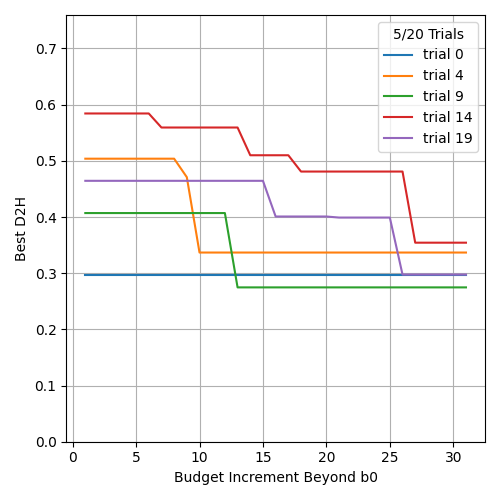 5/20 Trials
trial 0
trial 4
trial 9
trial 14
trial 19
Best D2H
0.7
0.6
0.5
0.4
0.3
0.2
0.1
0.0
0 5 10 15 20 25 30
Budget Increment Beyond b0